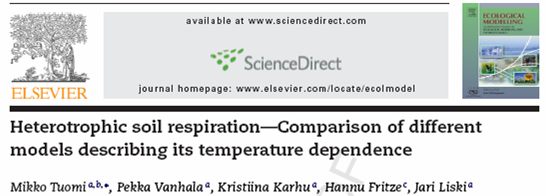 available at www.sciencedirect.com
ScienceDirect
ELSEVIER
journal homepage: www.elsevier.com/locate/ecolmodel
ECOLOGICAL
MODELLING
Heterotrophic soil respiration—Comparison of different
models describing its temperature dependence
Mikko Tuomi a,b,*, Pekka Vanhala a, Kristiina Karhu a, Hannu Fritze c, Jari Liski a